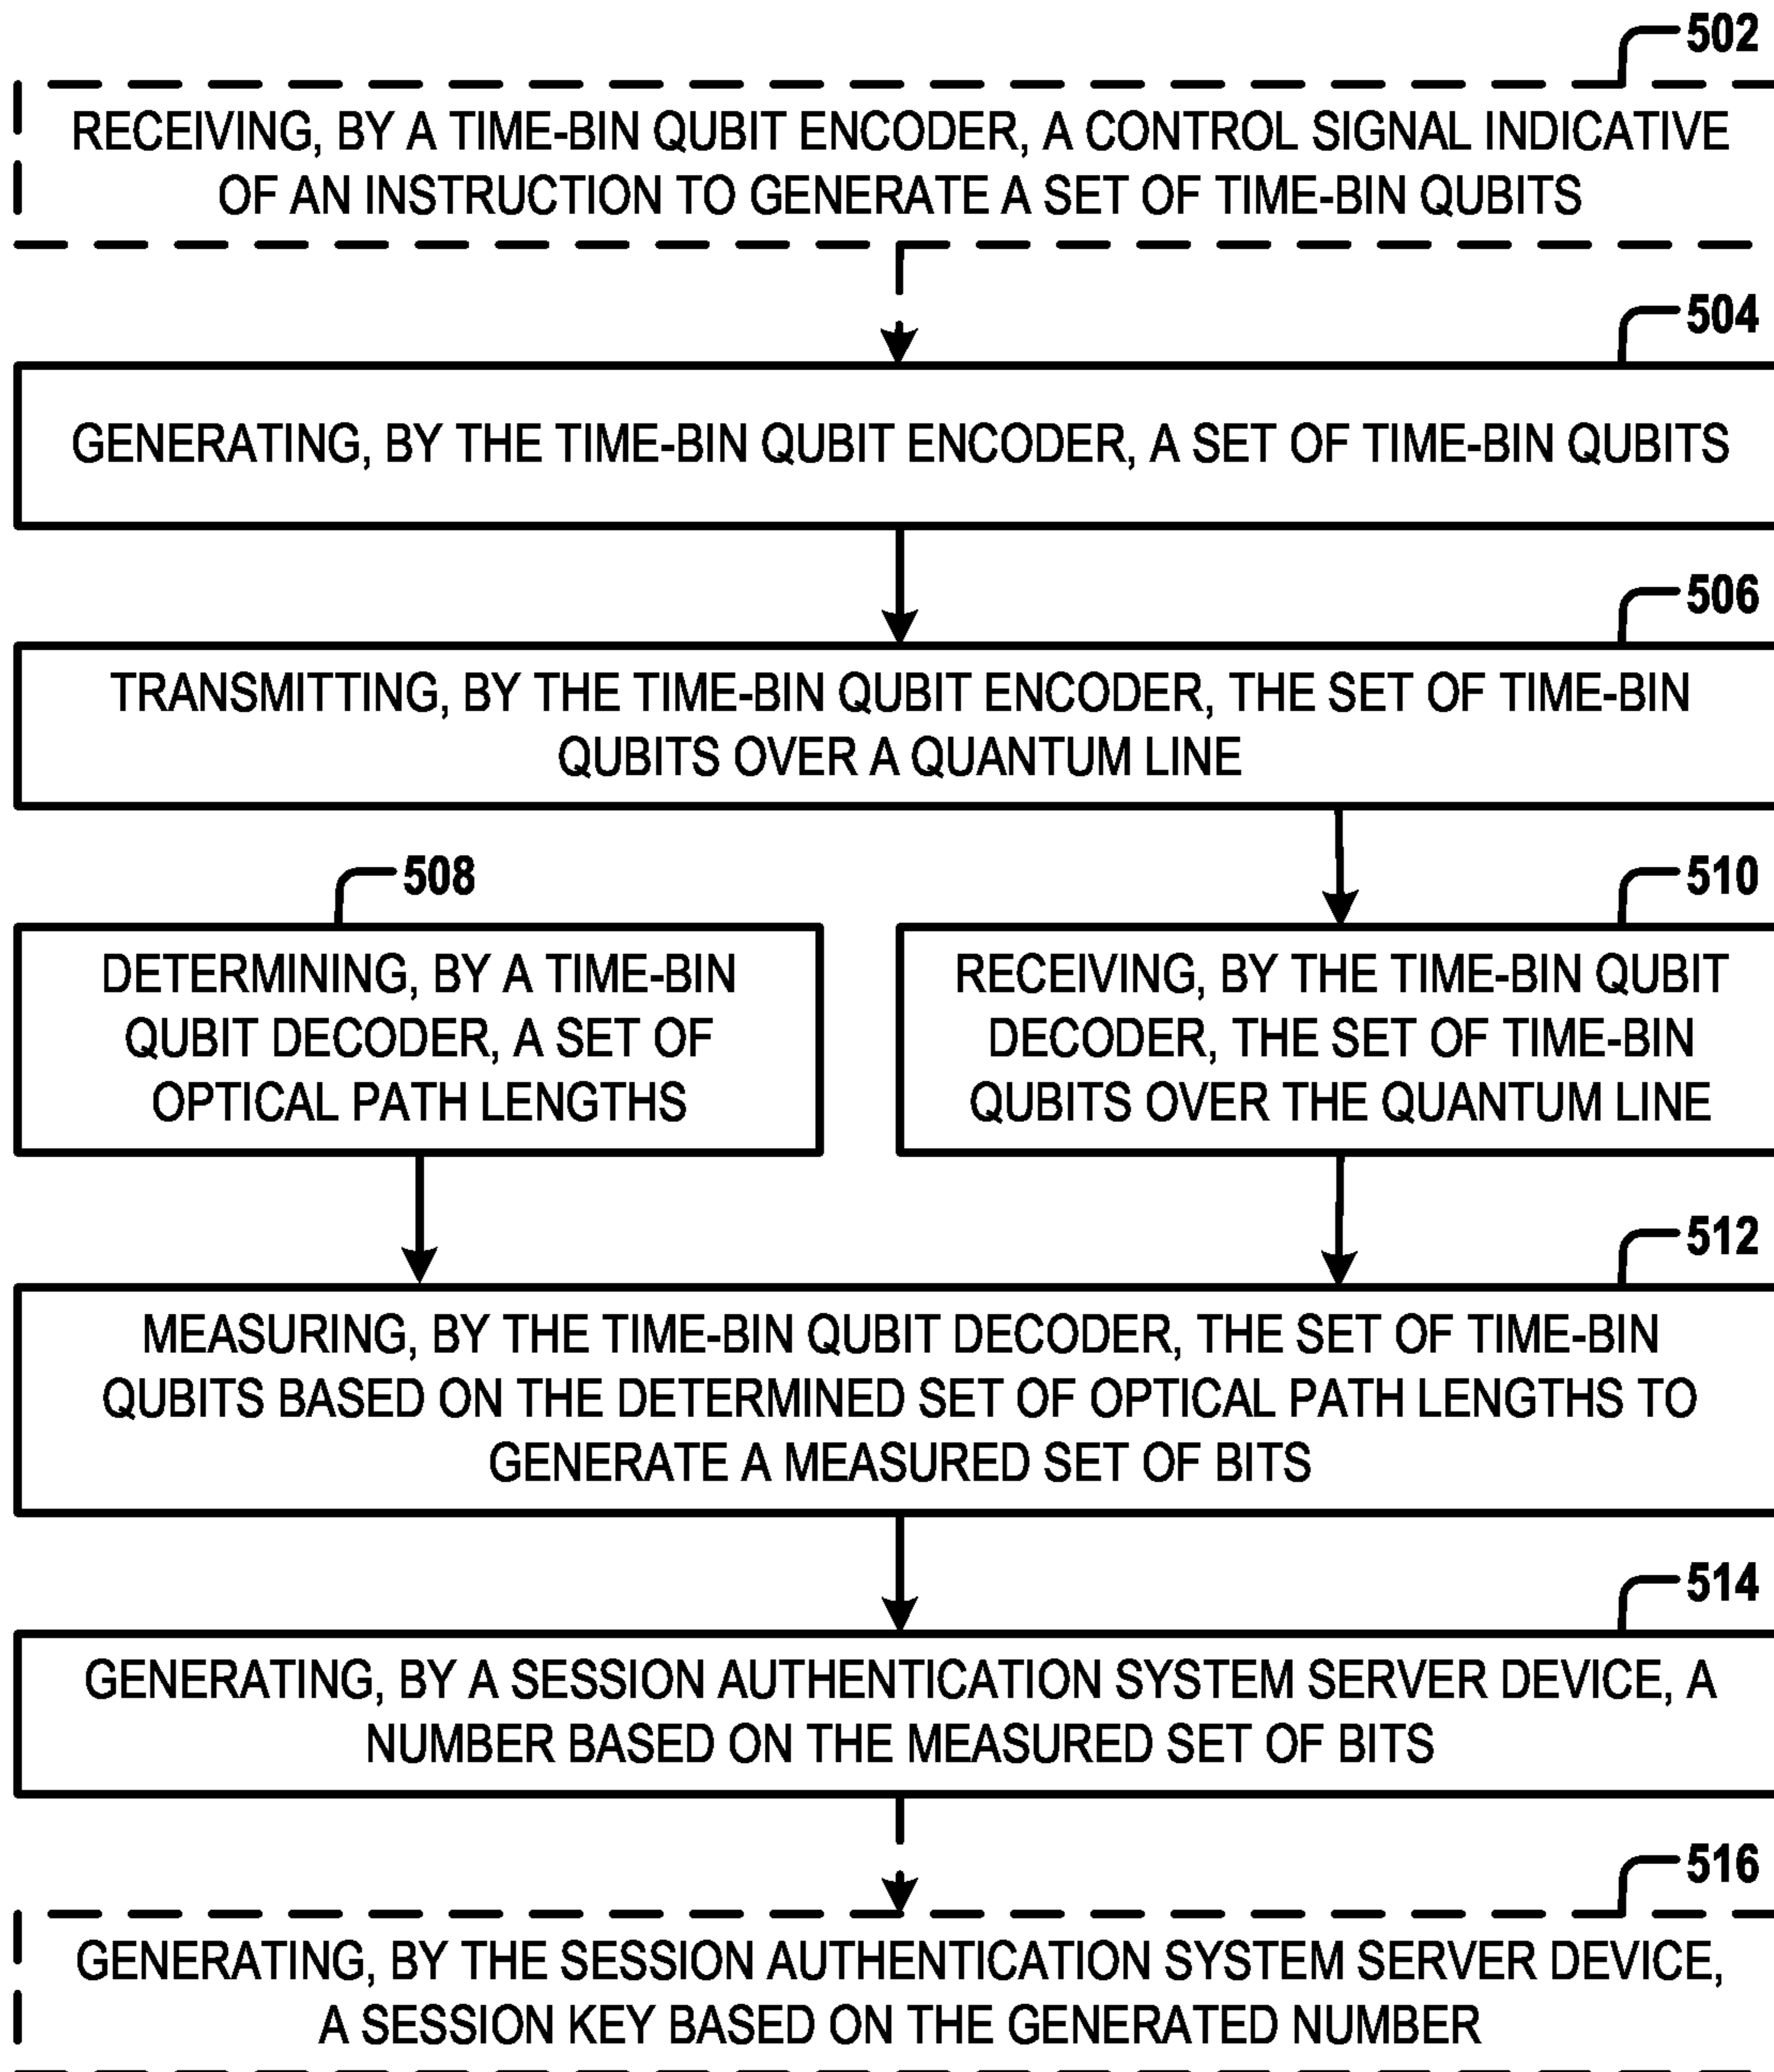 502
RECEIVING, BY A TIME-BIN QUBIT ENCODER, A CONTROL SIGNAL INDICATIVE
OF AN INSTRUCTION TO GENERATE A SET OF TIME-BIN QUBITS
504
GENERATING, BY THE TIME-BIN QUBIT ENCODER, A SET OF TIME-BIN QUBITS
506
TRANSMITTING, BY THE TIME-BIN QUBIT ENCODER, THE SET OF TIME-BIN
QUBITS OVER A QUANTUM LINE
508
DETERMINING, BY A TIME-BIN
QUBIT DECODER, A SET OF
OPTICAL PATH LENGTHS
510
RECEIVING, BY THE TIME-BIN QUBIT
DECODER, THE SET OF TIME-BIN
QUBITS OVER THE QUANTUM LINE
512
MEASURING, BY THE TIME-BIN QUBIT DECODER, THE SET OF TIME-BIN
QUBITS BASED ON THE DETERMINED SET OF OPTICAL PATH LENGTHS TO
GENERATE A MEASURED SET OF BITS
514
GENERATING, BY A SESSION AUTHENTICATION SYSTEM SERVER DEVICE, A
NUMBER BASED ON THE MEASURED SET OF BITS
516
GENERATING, BY THE SESSION AUTHENTICATION SYSTEM SERVER DEVICE,
A SESSION KEY BASED ON THE GENERATED NUMBER